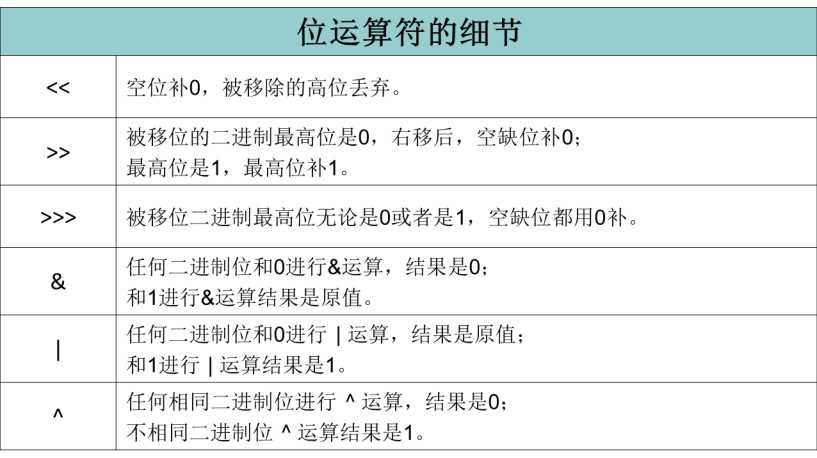 位运算符的细节
<<
空位补0，被移除的高位丢弃。
>>
被移位的二进制最高位是0，右移后，空缺位补0；
最高位是1，最高位补1。
>>>
被移位二进制最高位无论是0或者是1，空缺位都用0补。
&
任何二进制位和0进行&运算，结果是0；
和1进行&运算结果是原值。
|
任何二进制位和0进行 | 运算，结果是原值；
和1进行 | 运算结果是1。
^
任何相同二进制位进行 ^ 运算，结果是0；
不相同二进制位 ^ 运算结果是1。